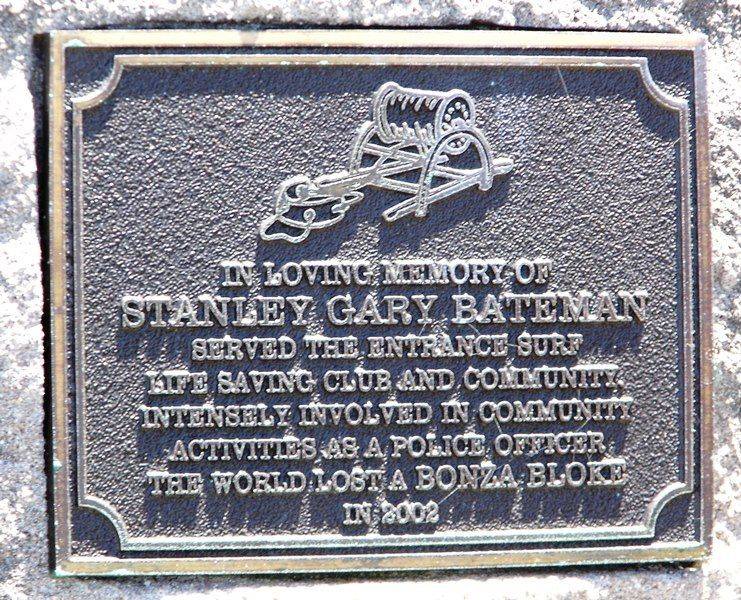 IN LOVING MEMORY OF
STANLEY GARY BATEMAN
SERVED THE ENTRANCE SURF
LIFE SAVING CLUB AND COMMUNITY.
INTENSELY INVOLVED IN COMMUNITY
ACTIVITIES AS A POLICE OFFICER
THE WORLD LOST A BONZA BLOKE
IN 2002